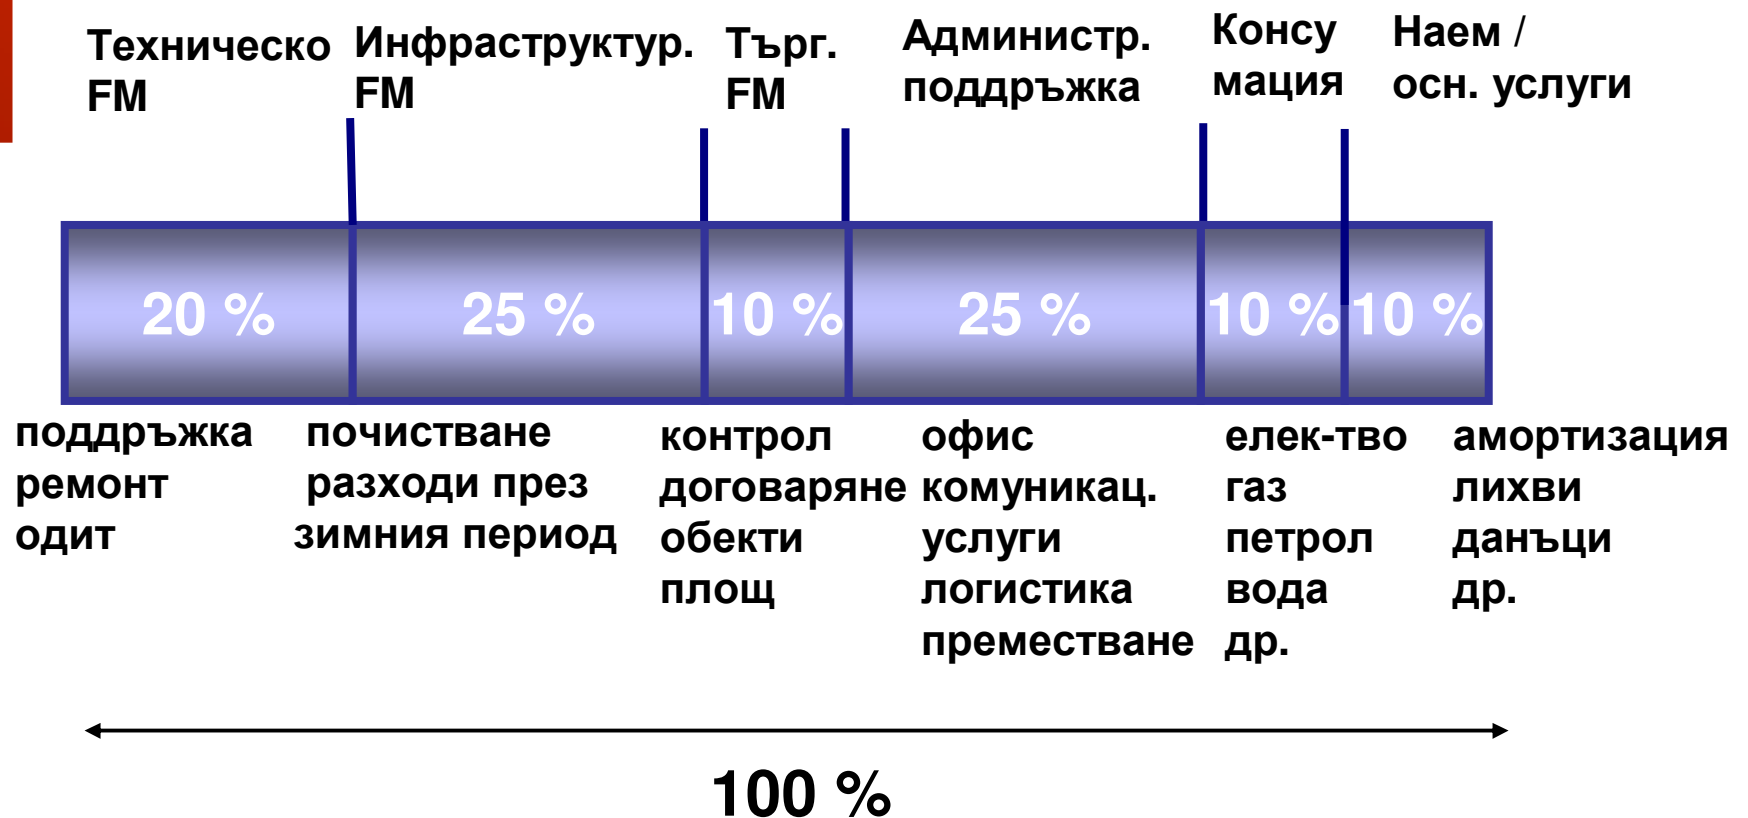 Техническо
FM
Инфраструктур.
FM
Търг.
FM
Администр.
поддръжка
Консу
мация
Наем /
осн. услуги
20 %
25 %
10 %
25 %
10 %
10 %
поддръжка
ремонт
одит
почистване
разходи през
зимния период
контрол
договаряне
обекти
площ
офис
комуникац.
услуги
логистика
преместване
елек-тво
газ
петрол
вода
др.
амортизация
лихви
данъци
др.
100 %